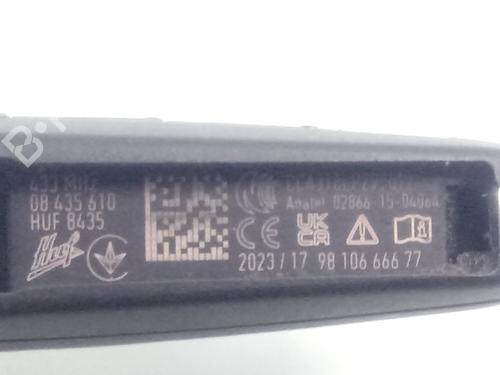 433 MHz
08 435 610
HUF 8435
Huf
Anatel 02866-15-04064
CE UK CA
2023/17 98 106 666 77